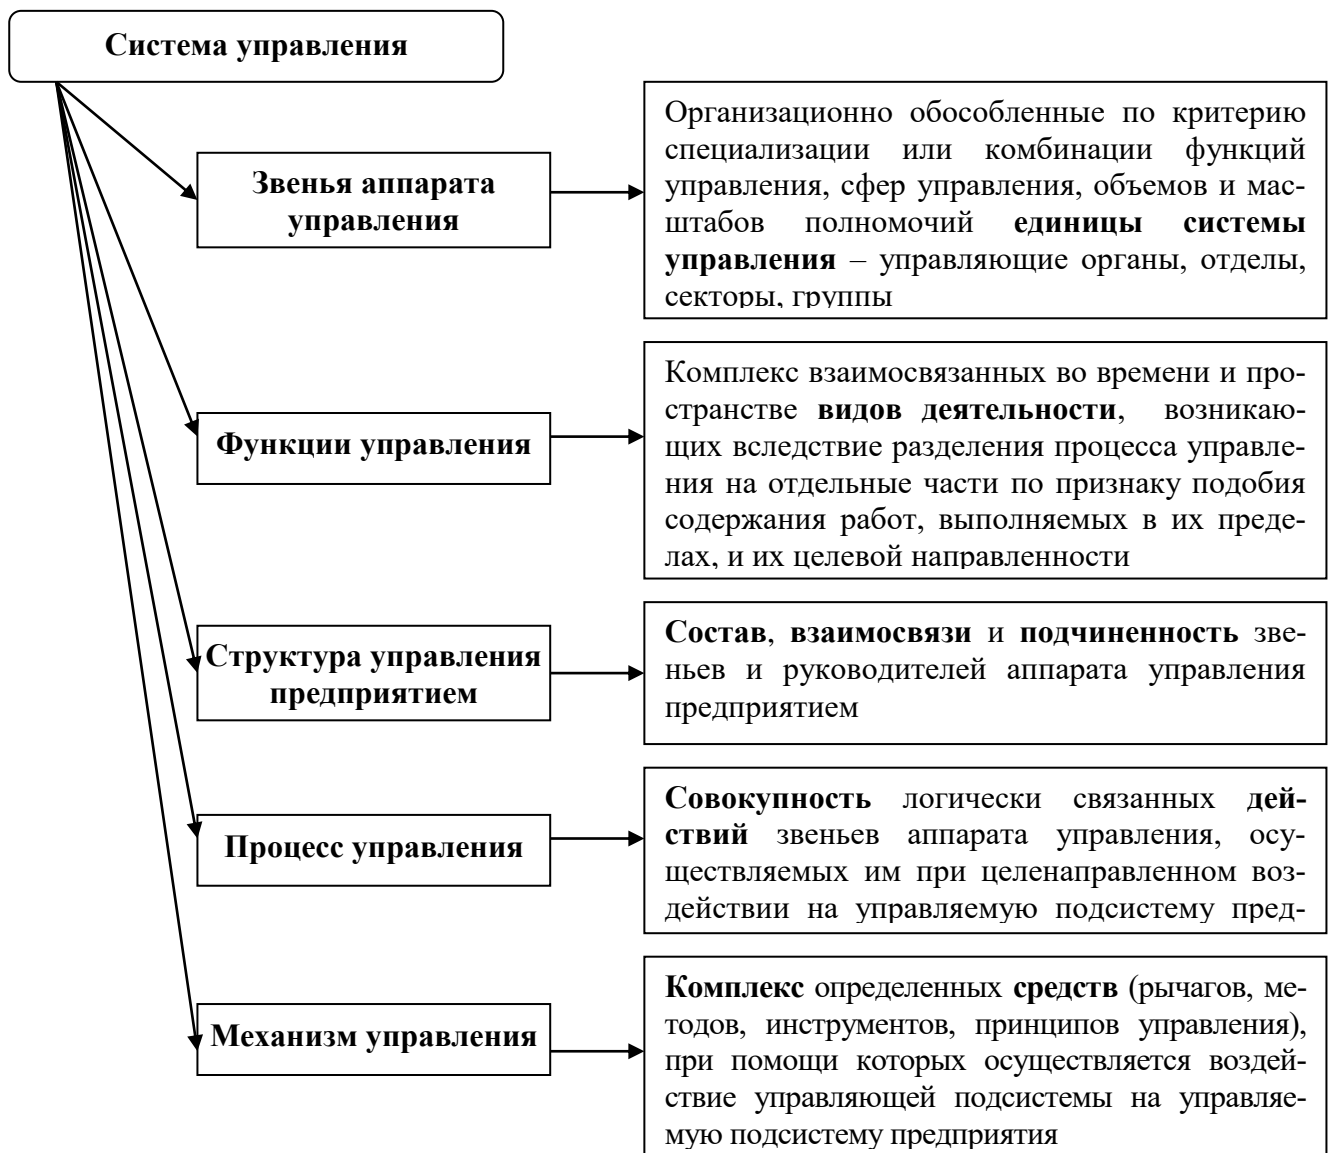 Система управления
Звенья аппарата
управления
Организационно обособленные по критерию
специализации или комбинации функций
управления, сфер управления, объемов и мас-
штабов полномочий единицы системы
управления – управляющие органы, отделы,
секторы, группы
Функции управления
Комплекс взаимосвязанных во времени и про-
странстве видов деятельности, возникаю-
щих вследствие разделения процесса управле-
ния на отдельные части по признаку подобия
содержания работ, выполняемых в их преде-
лах, и их целевой направленности
Структура управления
предприятием
Состав, взаимосвязи и подчиненность зве-
ньев и руководителей аппарата управления
предприятием
Процесс управления
Совокупность логически связанных дей-
ствий звеньев аппарата управления, осу-
ществляемых им при целенаправленном воз-
действии на управляемую подсистему пред-
Механизм управления
Комплекс определенных средств (рычагов, ме-
тодов, инструментов, принципов управления),
при помощи которых осуществляется воздей-
ствие управляющей подсистемы на управляе-
мую подсистему предприятия